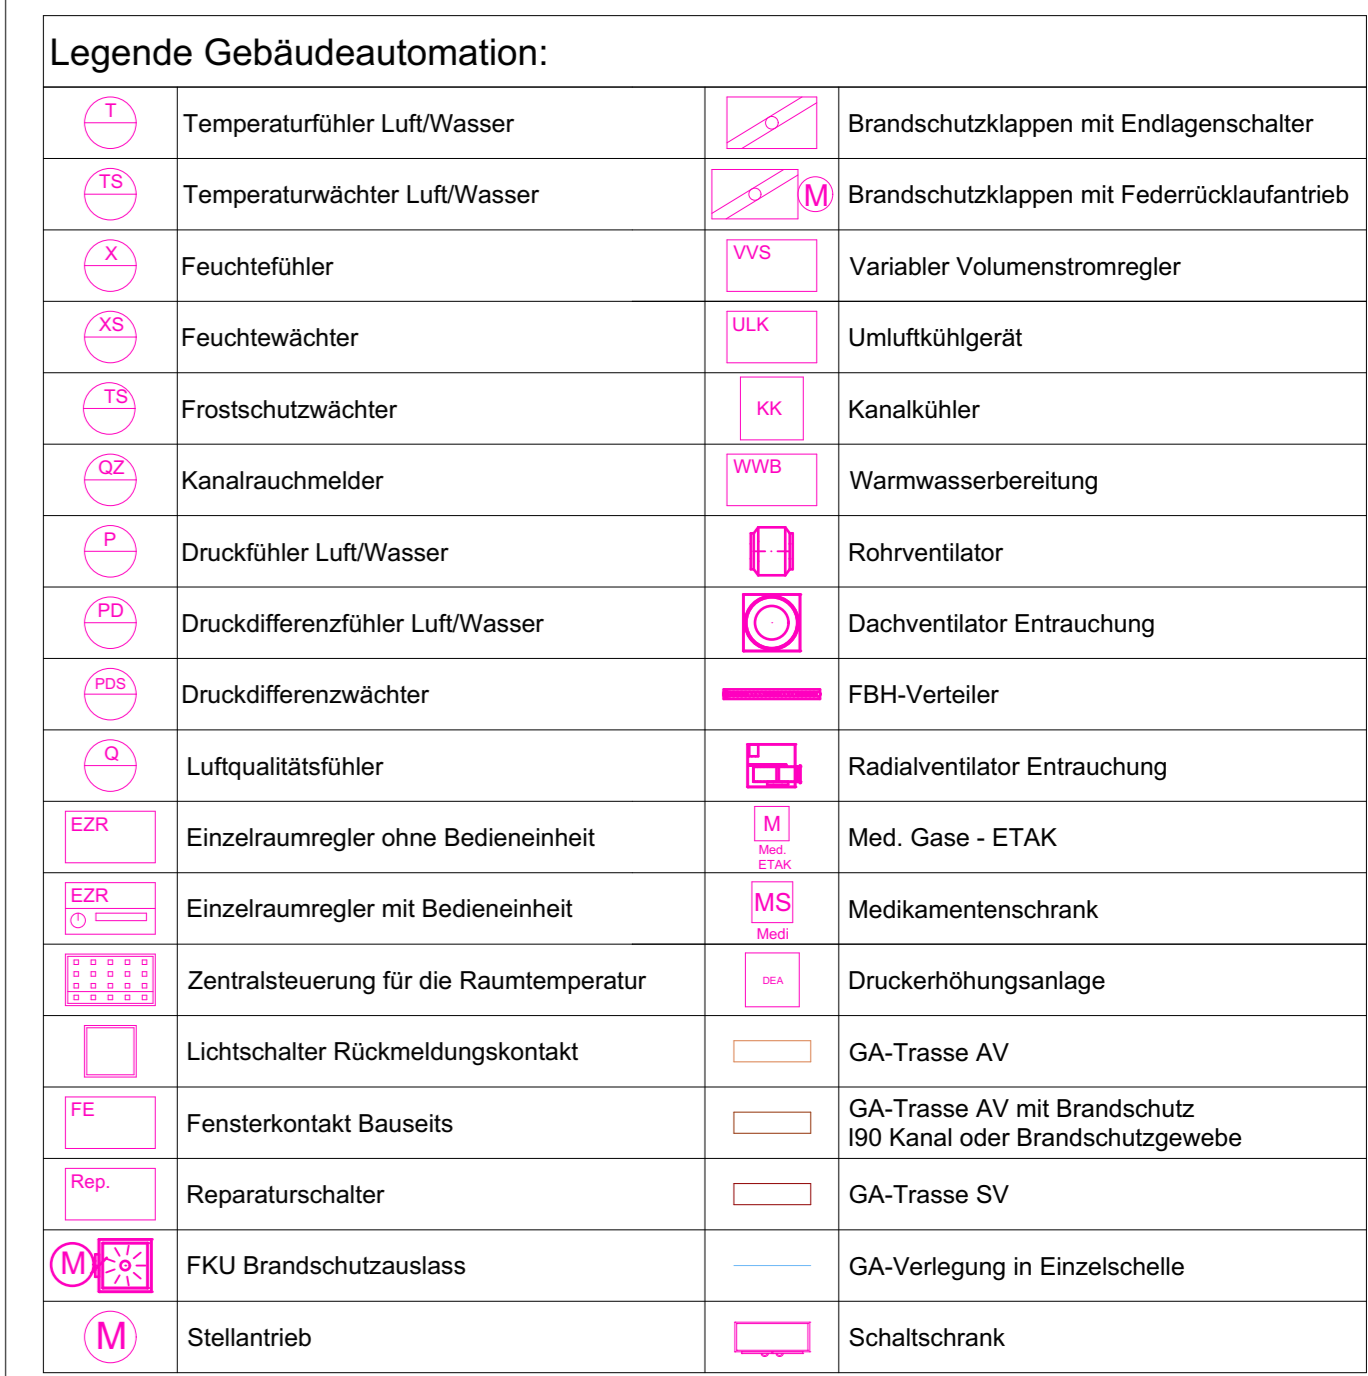 Legende Gebäudeautomation:
T Temperaturfühler Luft/Wasser Brandschutzklappen mit Endlagenschalter
TS Temperaturwächter Luft/Wasser M Brandschutzklappen mit Federrücklaufantrieb
X Feuchtefühler VVS Variabler Volumenstromregler
XS Feuchtewächter ULK Umluftkühlgerät
TS Frostschutzwächter KK Kanalkühler
QZ Kanalrauchmelder WWB Warmwasserbereitung
P Druckfühler Luft/Wasser Rohrventilator
PD Druckdifferenzfühler Luft/Wasser Dachventilator Entrauchung
PDS Druckdifferenzwächter FBH-Verteiler
Q Luftqualitätsfühler Radialventilator Entrauchung
EZR Einzelraumregler ohne Bedieneinheit M Med. Gase - ETAK
Med.
ETAK
EZR Einzelraumregler mit Bedieneinheit MS Medikamentenschrank
Medi
Zentralsteuerung für die Raumtemperatur DEA Druckerhöhungsanlage
Lichtschalter Rückmeldungskontakt GA-Trasse AV
FE Fensterkontakt Bauseits GA-Trasse AV mit Brandschutz
I90 Kanal oder Brandschutzgewebe
Rep. Reparaturschalter GA-Trasse SV
M FKU Brandschutzauslass GA-Verlegung in Einzelschelle
M Stellantrieb Schaltschrank